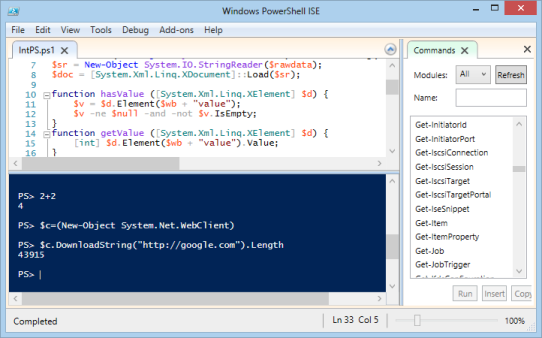 Windows PowerShell ISE
File Edit View Tools Debug Add-ons Help
IntPS.ps1
7 $sr = New-Object System.IO.StringReader($rawdata);
8 $doc = [System.Xml.Linq.XDocument]::Load($sr);
9
10 function hasValue ([System.Xml.Linq.XElement] $d) {
11 $v = $d.Element($wb + "value");
12 $v -ne $null -and -not $v.IsEmpty;
13 }
14 function getValue ([System.Xml.Linq.XElement] $d) {
15 [int] $d.Element($wb + "value").Value;
16 }
PS> 2+2
4
PS> $c=(New-Object System.Net.WebClient)
PS> $c.DownloadString("http://google.com").Length
43915
PS>
Commands
Modules: All Refresh
Name:
Get-InitiatorId
Get-InitiatorPort
Get-IscsiConnection
Get-IscsiSession
Get-IscsiTarget
Get-IscsiTargetPortal
Get-IseSnippet
Get-Item
Get-ItemProperty
Get-Job
Get-JobTrigger
Run Insert Copy
Completed
Ln 33 Col 5
100%